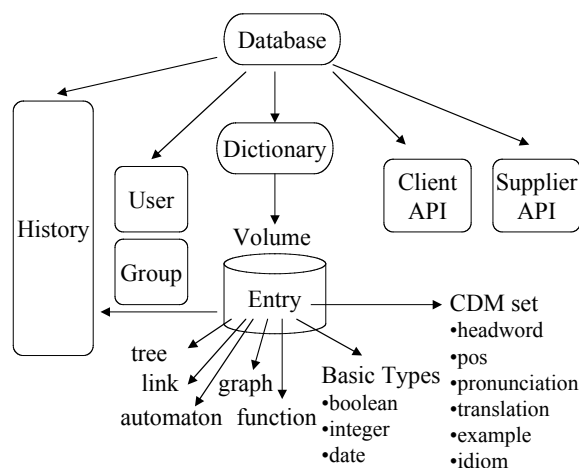 Database
Dictionary
Client
API
Supplier
API
User
History
Volume
Group
Entry
CDM set
•headword
•pos
•pronunciation
•translation
•example
•idiom
tree
link
graph
automaton
function
Basic Types
•boolean
•integer
•date